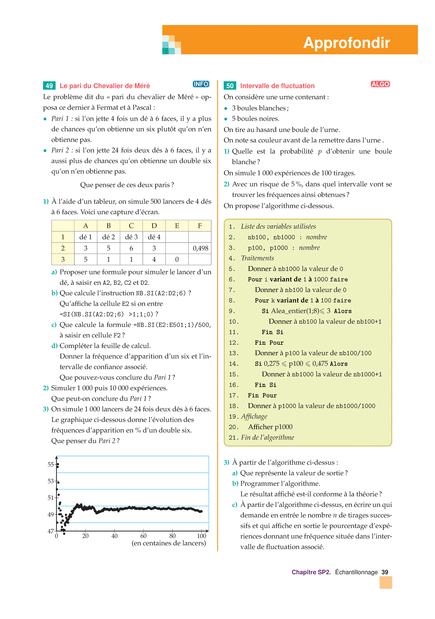 Approfondir
49 Le pari du Chevalier de Méré INFO
Le problème dit du « pari du chevalier de Méré » op-
posa ce dernier à Fermat et à Pascal :
• Pari 1 : si l'on jette 4 fois un dé à 6 faces, il y a plus
de chances qu'on obtienne un six plutôt qu'on n'en
obtienne pas.
• Pari 2 : si l'on jette 24 fois deux dés à 6 faces, il y a
aussi plus de chances qu'on obtienne un double six
qu'on n'en obtienne pas.
Que penser de ces deux paris ?
1) À l'aide d'un tableur, on simule 500 lancers de 4 dés
à 6 faces. Voici une capture d'écran.
A B C D E F
1 dé 1 dé 2 dé 3 dé 4
2 3 5 6 3 0,498
3 5 1 1 4 0
a) Proposer une formule pour simuler le lancer d'un
dé, à saisir en A2, B2, C2 et D2.
b) Que calcule l'instruction NB.SI(A2:D2;6) ?
Qu'affiche la cellule E2 si on entre
=SI(NB.SI(A2:D2;6) >1;1;0) ?
c) Que calcule la formule =NB.SI(E2:E501;1)/500,
à saisir en cellule F2 ?
d) Compléter la feuille de calcul.
Donner la fréquence d'apparition d'un six et l'in-
tervalle de confiance associé.
Que pouvez-vous conclure du Pari 1 ?
2) Simuler 1 000 puis 10 000 expériences.
Que peut-on conclure du Pari 1 ?
3) On simule 1 000 lancers de 24 fois deux dés à 6 faces.
Le graphique ci-dessous donne l'évolution des
fréquences d'apparition en % d'un double six.
Que penser du Pari 2 ?
55
53
51
49
47
0 20 40 60 80 100
(en centaines de lancers)
50 Intervalle de fluctuation ALGO
On considère une urne contenant :
• 3 boules blanches ;
• 5 boules noires.
On tire au hasard une boule de l'urne.
On note sa couleur avant de la remettre dans l'urne .
1) Quelle est la probabilité p d'obtenir une boule
blanche ?
On simule 1 000 expériences de 100 tirages.
2) Avec un risque de 5 %, dans quel intervalle vont se
trouver les fréquences ainsi obtenues ?
On propose l'algorithme ci-dessous.
1. Liste des variables utilisées
2. nb100, nb1000 : nombre
3. p100, p1000 : nombre
4. Traitements
5. Donner à nb1000 la valeur de 0
6. Pour i variant de 1 à 1000 faire
7. Donner à nb100 la valeur de 0
8. Pour k variant de 1 à 100 faire
9. Si Alea_entier(1;8)⩽ 3 Alors
10. Donner à nb100 la valeur de nb100+1
11. Fin Si
12. Fin Pour
13. Donner à p100 la valeur de nb100/100
14. Si 0,275 ⩽ p100 ⩽ 0,475 Alors
15. Donner à nb1000 la valeur de nb1000+1
16. Fin Si
17. Fin Pour
18. Donner à p1000 la valeur de nb1000/1000
19. Affichage
20. Afficher p1000
21. Fin de l'algorithme
3) À partir de l'algorithme ci-dessus :
a) Que représente la valeur de sortie ?
b) Programmer l'algorithme.
Le résultat affiché est-il conforme à la théorie ?
c) À partir de l'algorithme ci-dessus, en écrire un qui
demande en entrée le nombre n de tirages succes-
sifs et qui affiche en sortie le pourcentage d'expé-
riences donnant une fréquence située dans l'inter-
valle de fluctuation associé.
Chapitre SP2. Échantillonnage 39